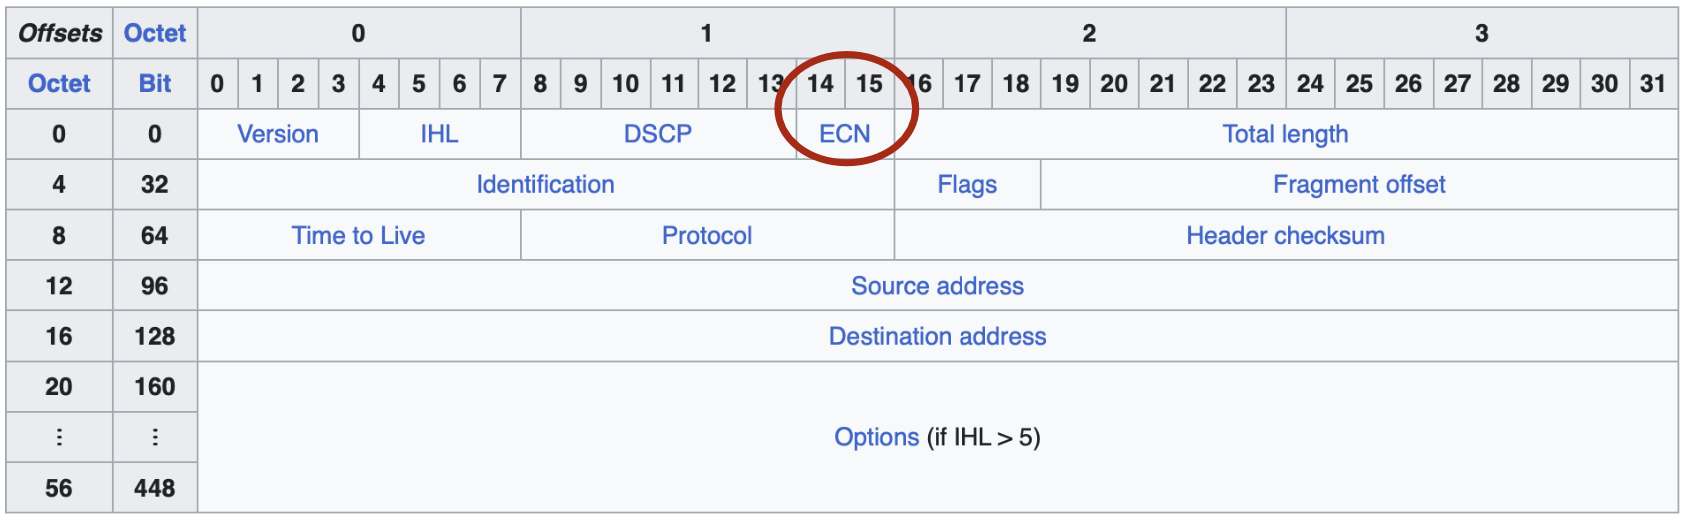 Offsets Octet 0 1 2 3
Octet Bit 0 1 2 3 4 5 6 7 8 9 10 11 12 13 14 15 16 17 18 19 20 21 22 23 24 25 26 27 28 29 30 31
0 0 Version IHL DSCP ECN Total length
4 32 Identification Flags Fragment offset
8 64 Time to Live Protocol Header checksum
12 96 Source address
16 128 Destination address
20 160
⋮ ⋮ Options (if IHL > 5)
56 448